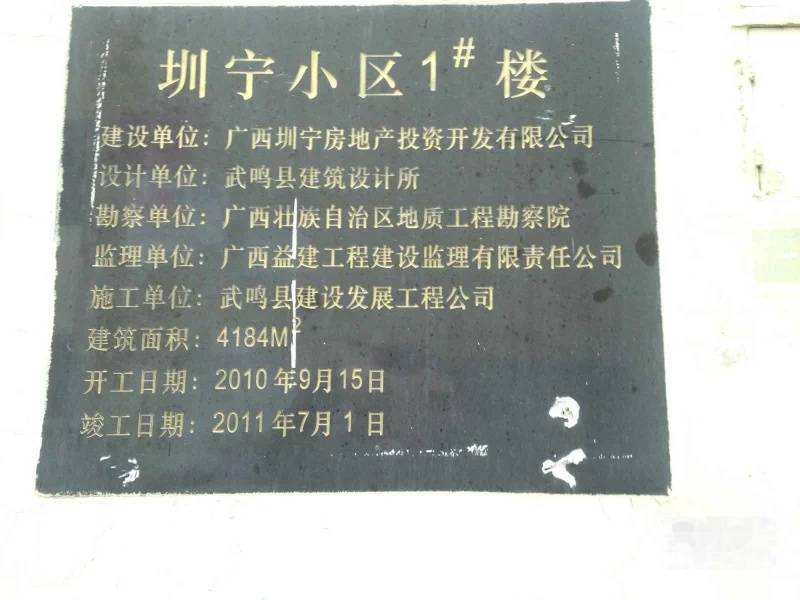 圳宁小区1#楼
建设单位：广西圳宁房地产投资开发有限公司
设计单位：武鸣县建筑设计所
勘察单位：广西壮族自治区地质工程勘察院
监理单位：广西益建工程建设监理有限责任公司
施工单位：武鸣县建设发展工程公司
建筑面积：4184M²
开工日期：2010年9月15日
竣工日期：2011年7月1日